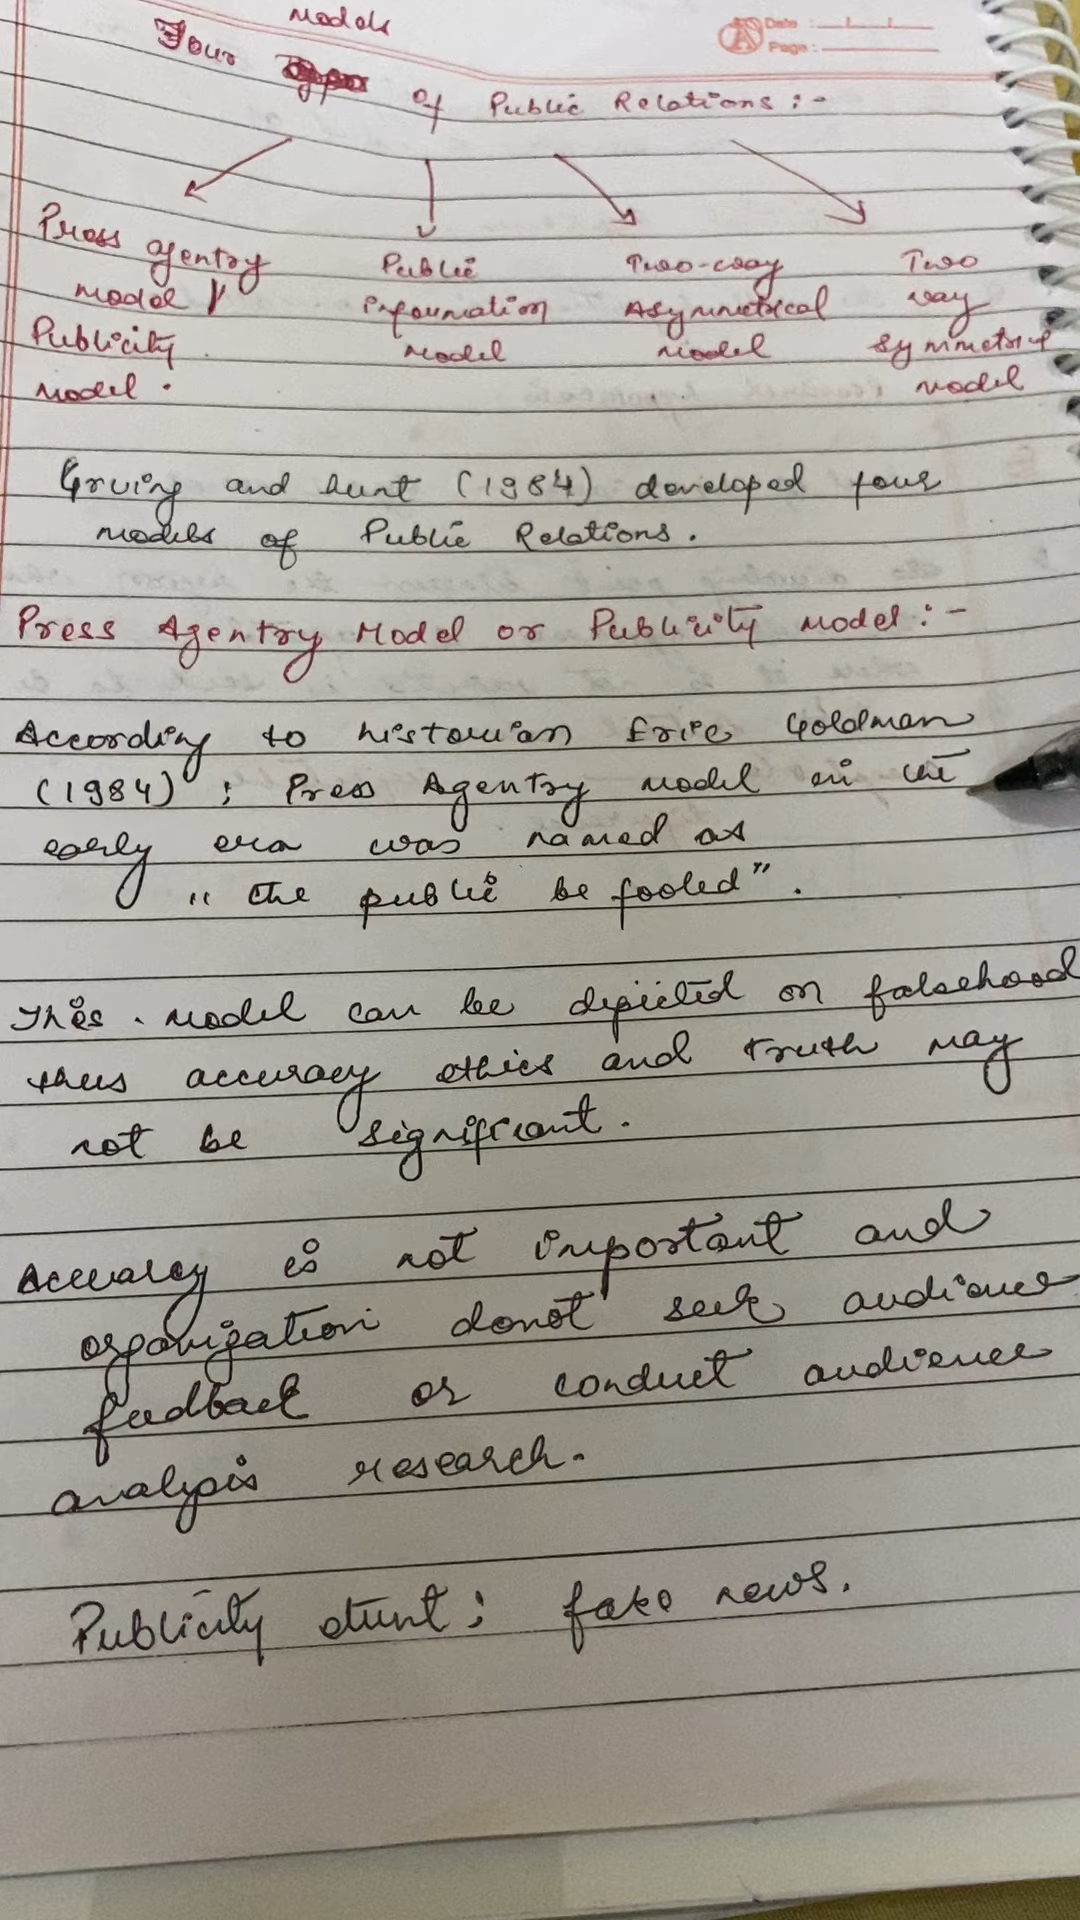 Models
Four of Public Relations :-
Date :
Page :
Press agentry
model /
Publicity
model.
Public
Information
Model
Two-way
Asymmetrical
Model
Two
way
symmetrical
model
Gruing and hunt (1984) developed four
models of Public Relations.
Press Agentry Model or Publicity model :-
According to historian Eric Goldman
(1984) ; Press Agentry model in the
early era was named as
"the public be fooled".
This. model can be depicted on falsehood
thus accuracy ethics and truth may
not be significant.
Accuracy is not important and
organization donot seek audience
feedback or conduct audience
analysis research.
Publicity stunt ; fake news.